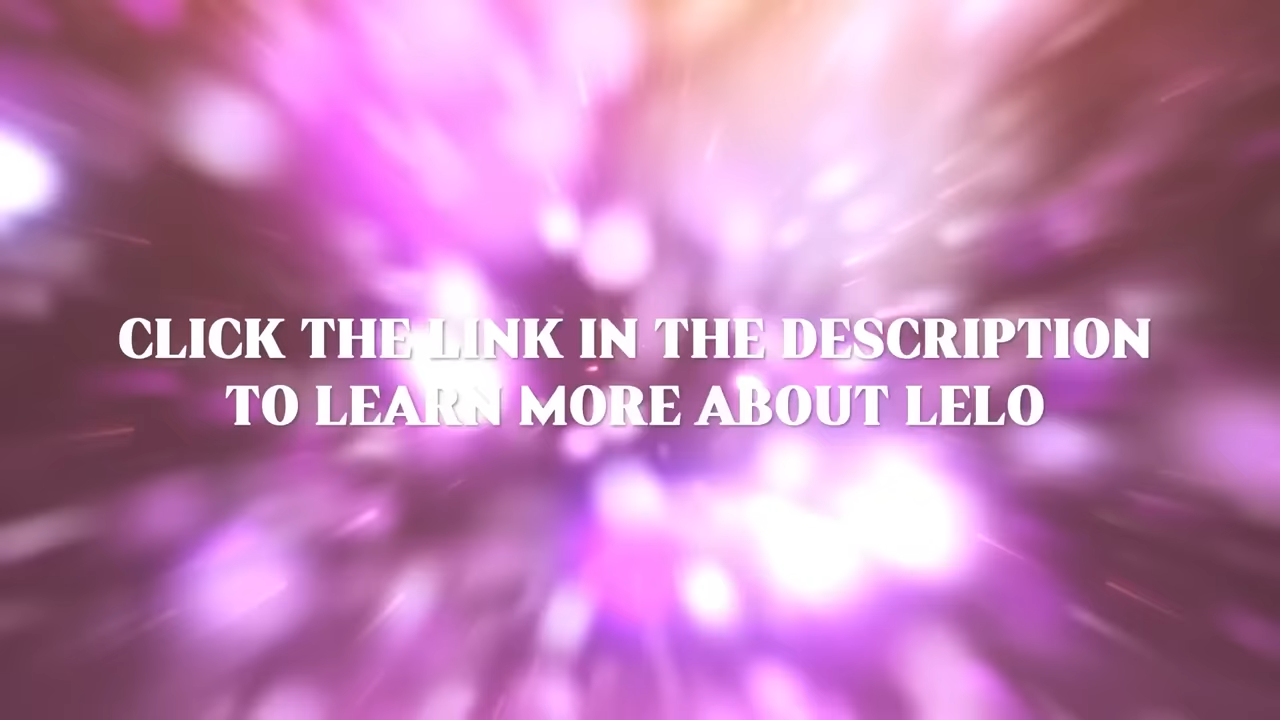 CLICK THE LINK IN THE DESCRIPTION
TO LEARN MORE ABOUT LELO